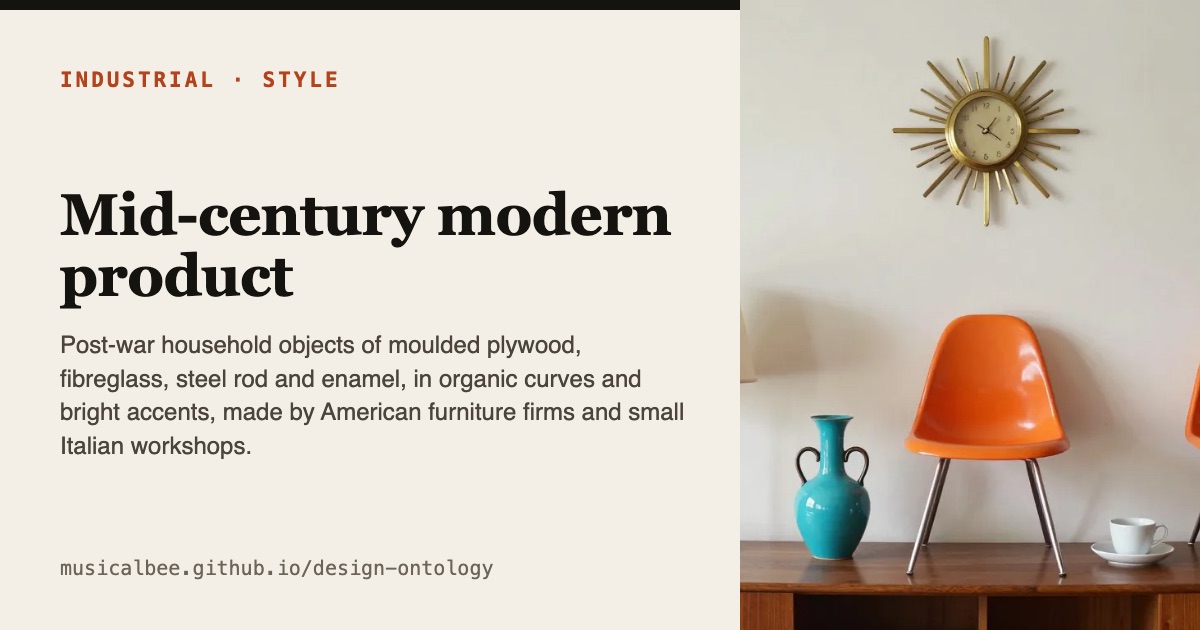 INDUSTRIAL · STYLE
Mid-century modern
product
Post-war household objects of moulded plywood,
fibreglass, steel rod and enamel, in organic curves and
bright accents, made by American furniture firms and small
Italian workshops.
musicalbee.github.io/design-ontology